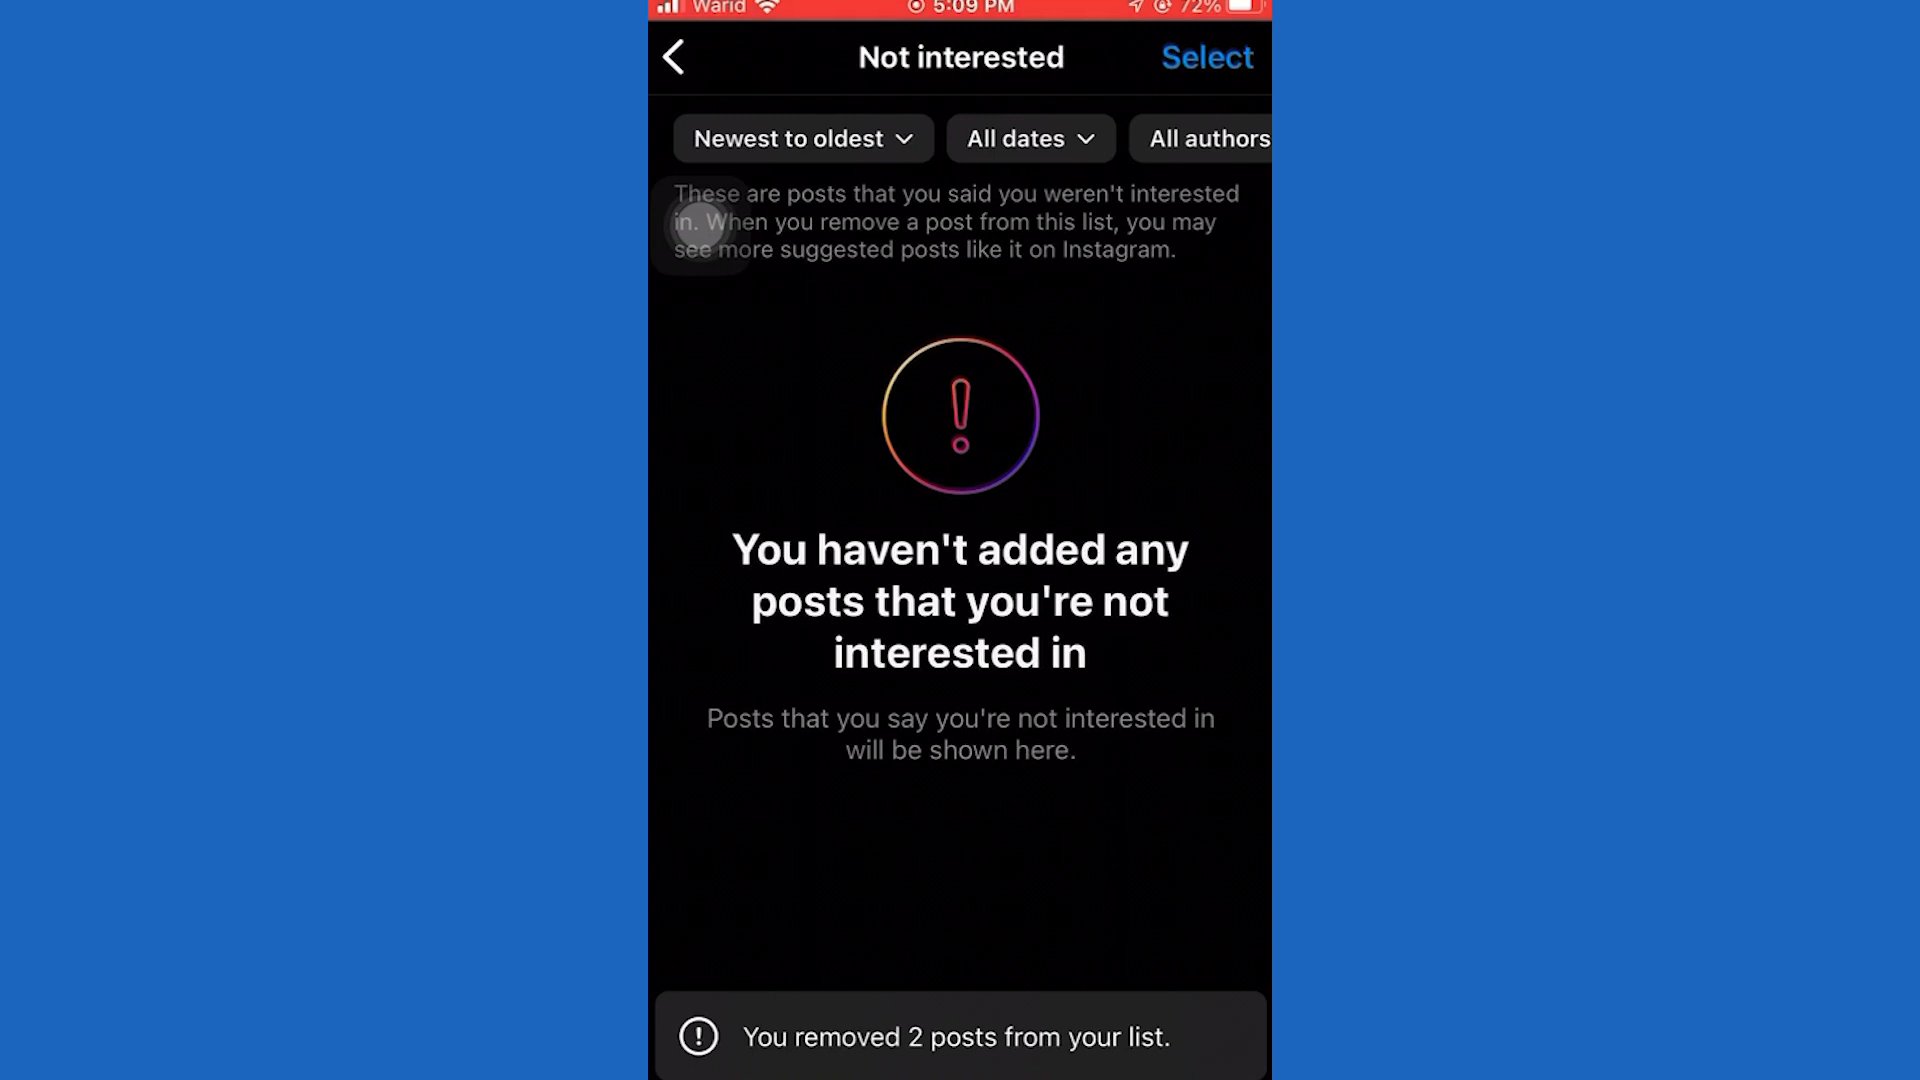 Warid 5:09 PM 72%
Not interested Select
Newest to oldest All dates All authors
These are posts that you said you weren't interested
in. When you remove a post from this list, you may
see more suggested posts like it on Instagram.
You haven't added any
posts that you're not
interested in
Posts that you say you're not interested in
will be shown here.
You removed 2 posts from your list.